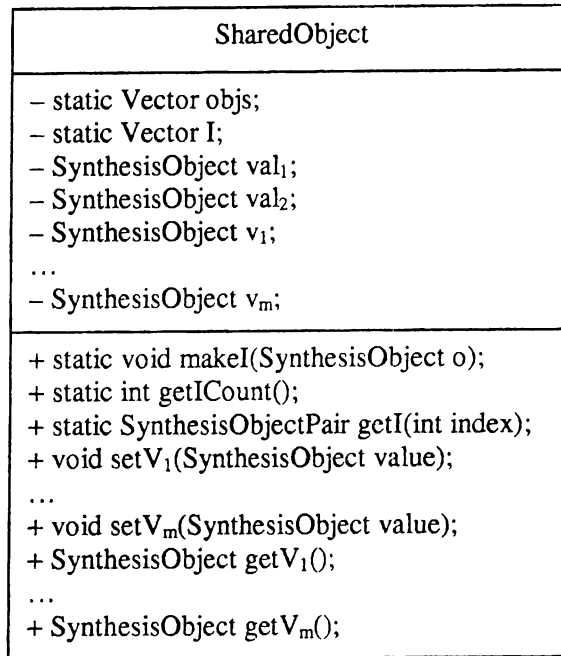 SharedObject
– static Vector objs;
– static Vector I;
– SynthesisObject val₁;
– SynthesisObject val₂;
– SynthesisObject v₁;
...
– SynthesisObject vₘ;
+ static void makeI(SynthesisObject o);
+ static int getICount();
+ static SynthesisObjectPair getI(int index);
+ void setV₁(SynthesisObject value);
...
+ void setVₘ(SynthesisObject value);
+ SynthesisObject getV₁();
...
+ SynthesisObject getVₘ();